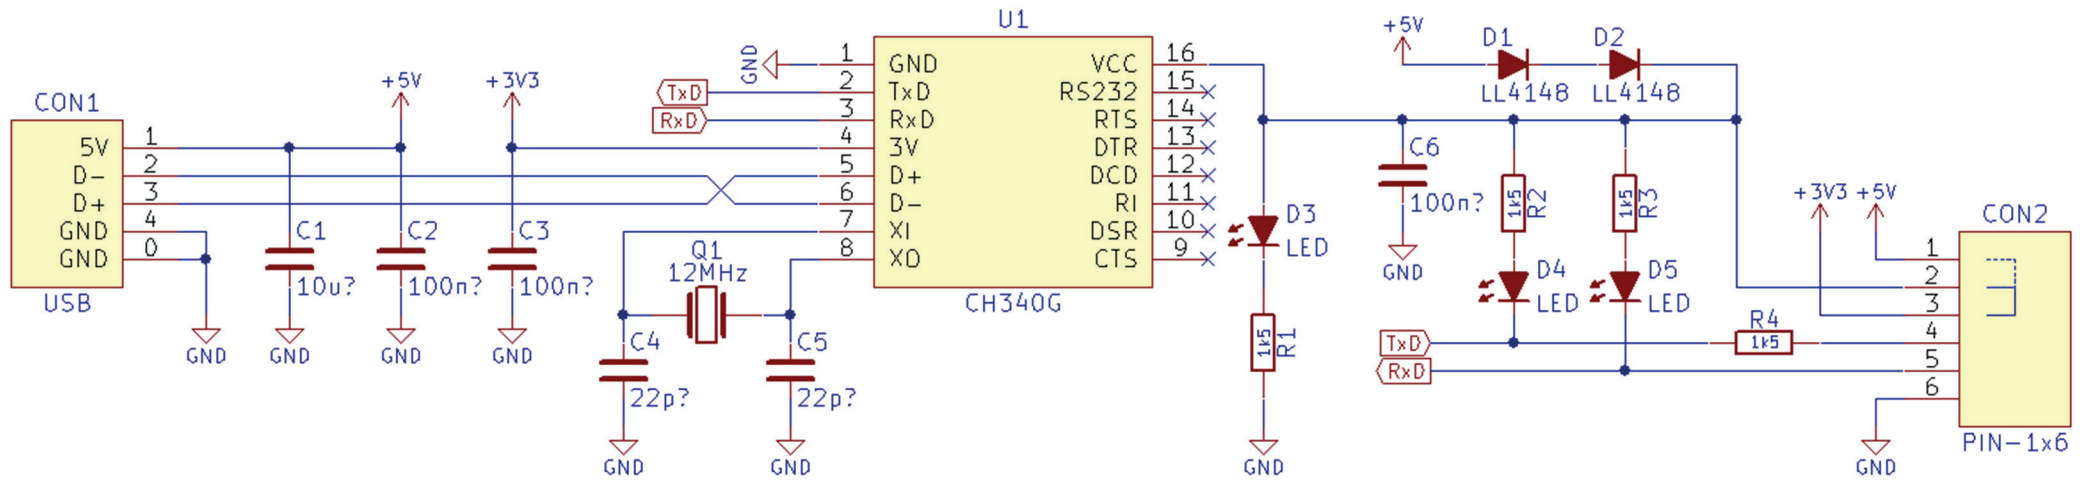 CON1
5V 1
D- 2
D+ 3
GND 4
GND 0
USB
GND
+5V
+3V3
C1
10u?
GND
C2
100n?
GND
C3
100n?
GND
GND
TxD
RxD
Q1
12MHz
C4
22p?
GND
C5
22p?
GND
U1
1 GND VCC 16
2 TxD RS232 15
3 RxD RTS 14
4 3V DTR 13
5 D+ DCD 12
6 D- RI 11
7 XI DSR 10
8 XO CTS 9
CH340G
D3
LED
1k5
R1
GND
+5V
D1
LL4148
D2
LL4148
C6
100n?
GND
1k5
R2
1k5
R3
D4
LED
D5
LED
TxD
RxD
R4
1k5
+3V3
+5V
CON2
1
2
3
4
5
6
PIN-1x6
GND